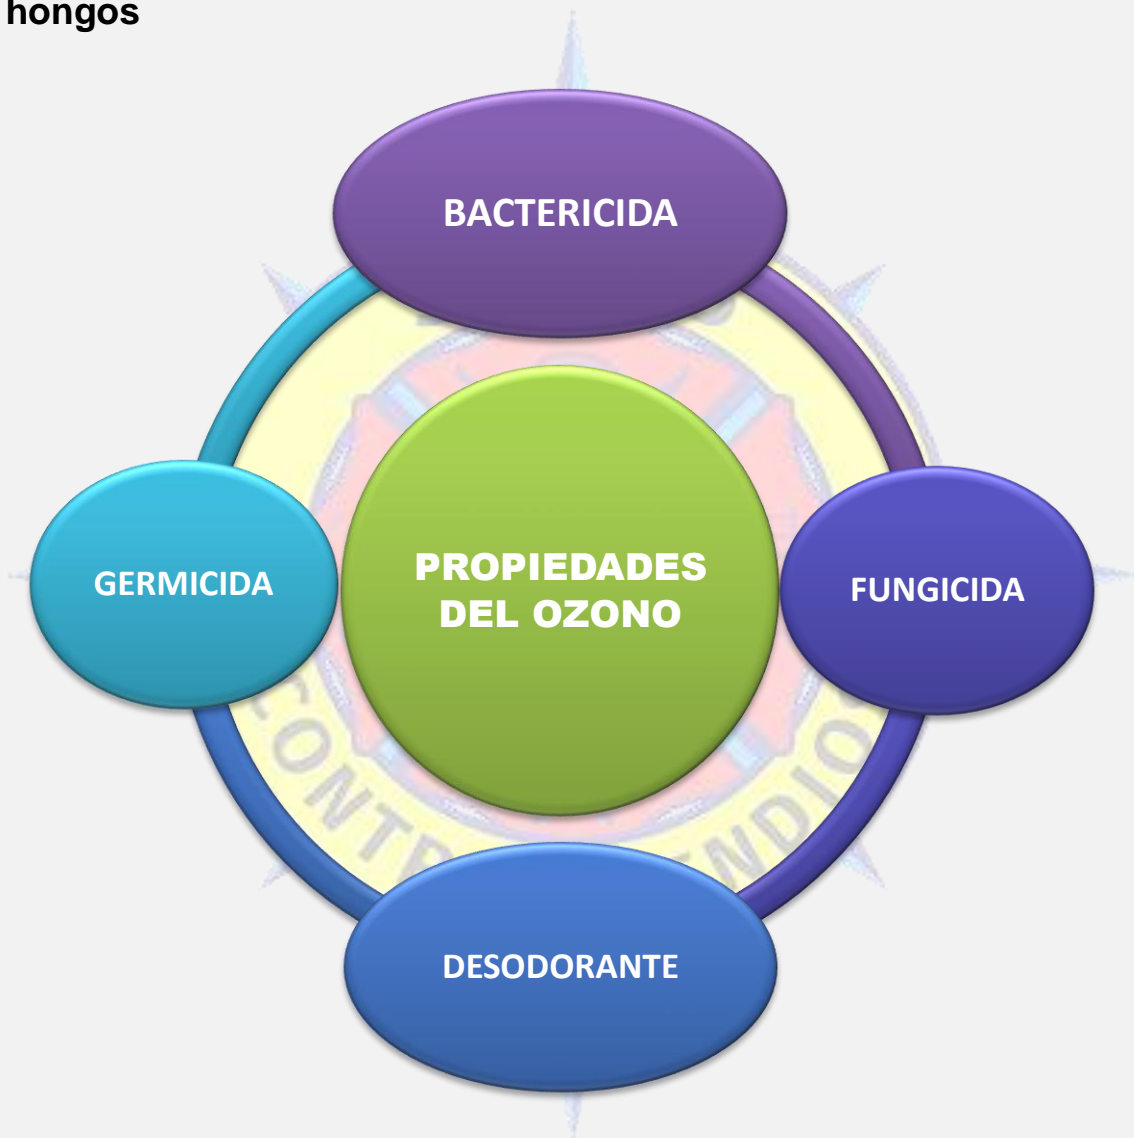 hongos
BACTERICIDA
GERMICIDA
PROPIEDADES
DEL OZONO
FUNGICIDA
DESODORANTE